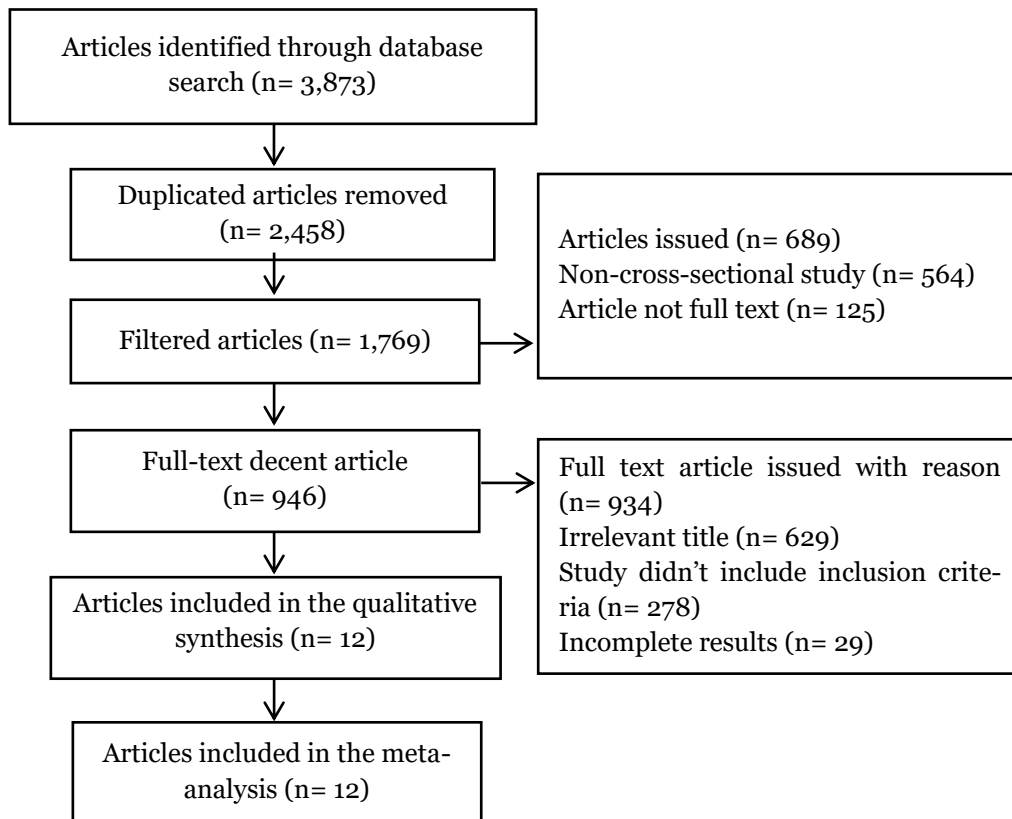 Articles identified through database
search (n= 3,873)
Duplicated articles removed
(n= 2,458)
Articles issued (n= 689)
Non-cross-sectional study (n= 564)
Article not full text (n= 125)
Filtered articles (n= 1,769)
Full-text decent article
(n= 946)
Full text article issued with reason
(n= 934)
Irrelevant title (n= 629)
Study didn't include inclusion crite-
ria (n= 278)
Incomplete results (n= 29)
Articles included in the qualitative
synthesis (n= 12)
Articles included in the meta-
analysis (n= 12)